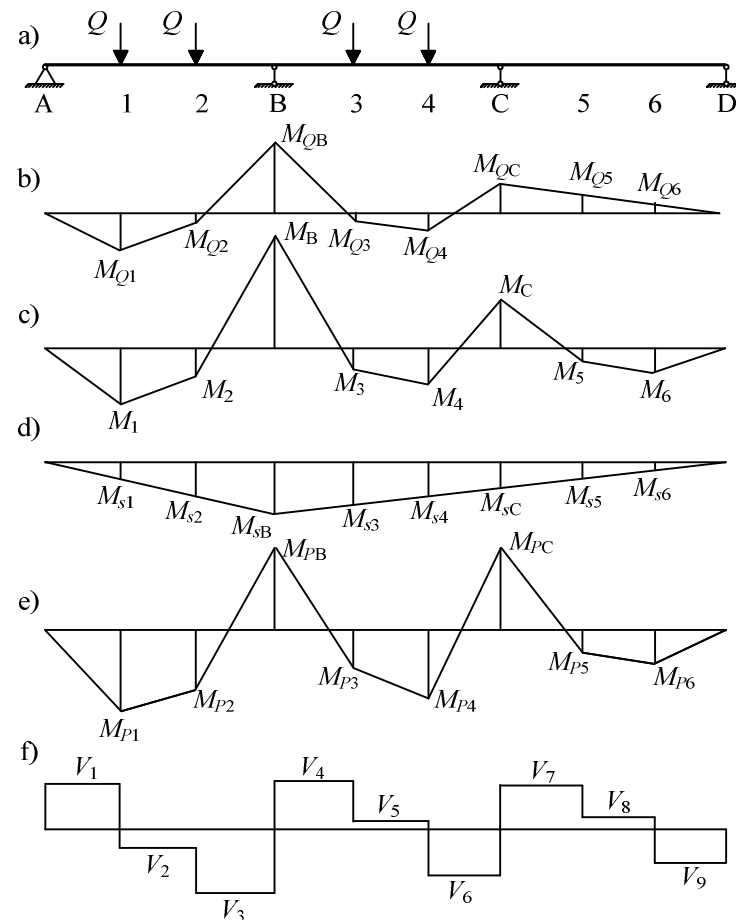 a) Q Q Q Q
A 1 2 B 3 4 C 5 6 D
b) M_QB M_QC M_Q5 M_Q6
M_Q1 M_Q2 M_Q3 M_Q4
c) M_B M_C
M_1 M_2 M_3 M_4 M_5 M_6
d)
M_s1 M_s2 M_sB M_s3 M_s4 M_sC M_s5 M_s6
e) M_PB M_PC
M_P1 M_P2 M_P3 M_P4 M_P5 M_P6
f) V_1 V_4 V_5 V_7 V_8
V_2 V_3 V_6 V_9